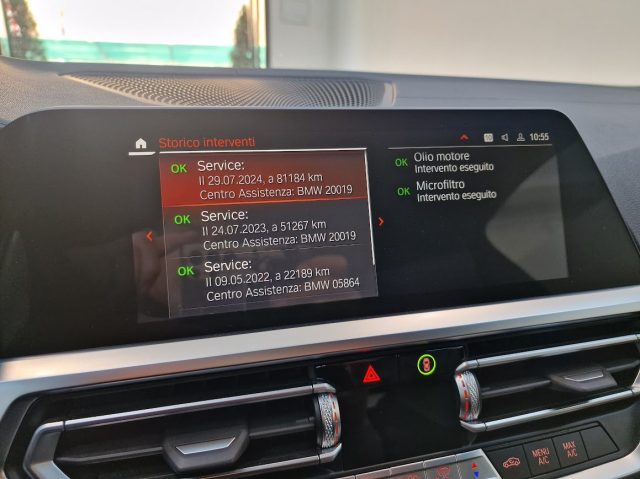 Storico interventi
10:55
OK Service:
Il 29.07.2024, a 81184 km
Centro Assistenza: BMW 20019
OK Service:
Il 24.07.2023, a 51267 km
Centro Assistenza: BMW 20019
OK Service:
Il 09.05.2022, a 22189 km
Centro Assistenza: BMW 05864
OK Olio motore
Intervento eseguito
OK Microfiltro
Intervento eseguito
MENU
A/C
MAX
A/C